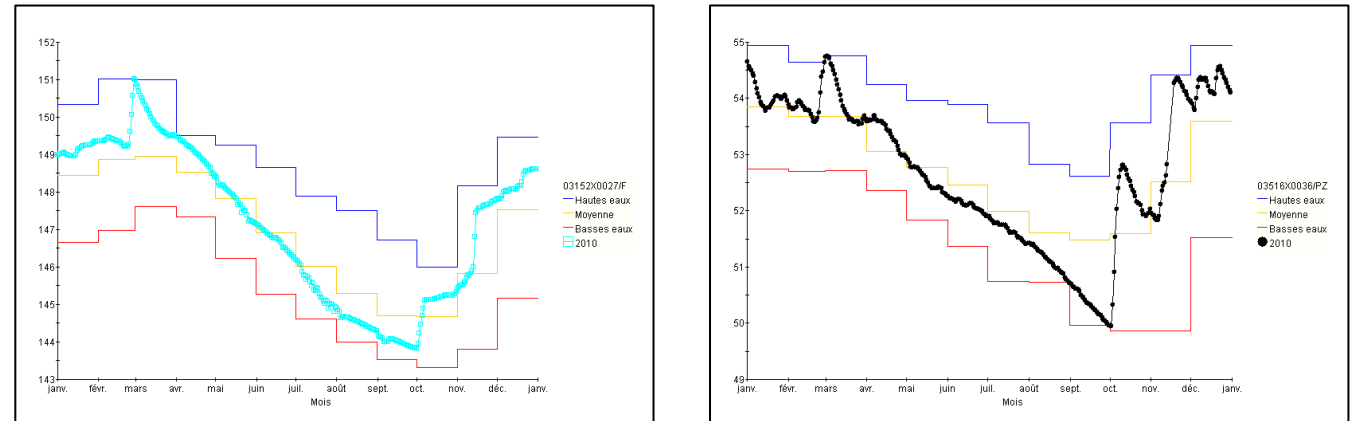 152
151
150
149
148
147
146
145
144
143
janv. févr. mars avr. mai juin juil. août sept. oct. nov. déc. janv.
Mois
03152X0027/F
Hautes eaux
Moyenne
Basses eaux
2010
55
54
53
52
51
50
49
janv. févr. mars avr. mai juin juil. août sept. oct. nov. déc. janv.
Mois
03516X0036/PZ
Hautes eaux
Moyenne
Basses eaux
2010